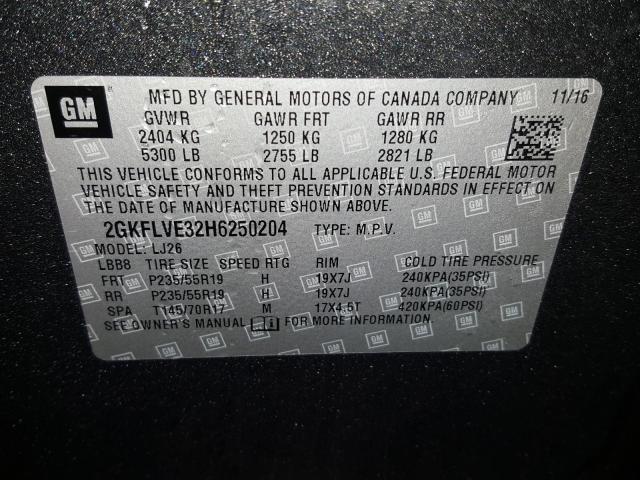 GM MFD BY GENERAL MOTORS OF CANADA COMPANY 11/16
GVWR GAWR FRT GAWR RR
2404 KG 1250 KG 1280 KG
5300 LB 2755 LB 2821 LB
THIS VEHICLE CONFORMS TO ALL APPLICABLE U.S. FEDERAL MOTOR
VEHICLE SAFETY AND THEFT PREVENTION STANDARDS IN EFFECT ON
THE DATE OF MANUFACTURE SHOWN ABOVE.
2GKFLVE32H6250204 TYPE: M.P.V.
MODEL: LJ26
LBB8 TIRE SIZE SPEED RTG RIM COLD TIRE PRESSURE
FRT P235/55R19 H 19X7J 240KPA(35PSI)
RR P235/55R19 H 19X7J 240KPA(35PSI)
SPA T145/70R17 M 17X4.5T 420KPA(60PSI)
SEE OWNER'S MANUAL FOR MORE INFORMATION.